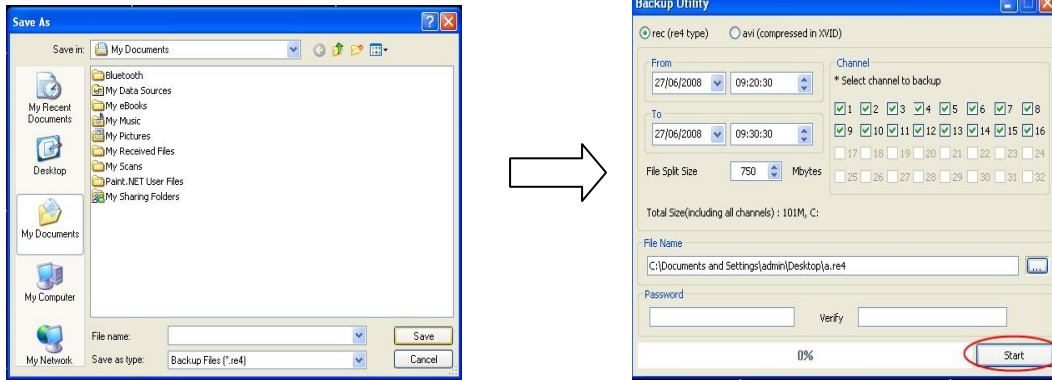 Save As
Save in: My Documents
My Recent Documents
Desktop
My Documents
My Computer
My Network
Bluetooth
My Data Sources
My eBooks
My Music
My Pictures
My Received Files
My Scans
Paint.NET User Files
My Sharing Folders
File name:
Save
Save as type: Backup Files (*.re4)
Cancel
Backup Utility
rec (re4 type) avi (compressed in XVID)
From
27/06/2008 09:20:30
To
27/06/2008 09:30:30
File Split Size 750 Mbytes
Channel
* Select channel to backup
1 2 3 4 5 6 7 8
9 10 11 12 13 14 15 16
17 18 19 20 21 22 23 24
25 26 27 28 29 30 31 32
Total Size(including all channels) : 101M, C:
File Name
C:\Documents and Settings\admin\Desktop\a.re4
...
Password
Verify
0%
Start